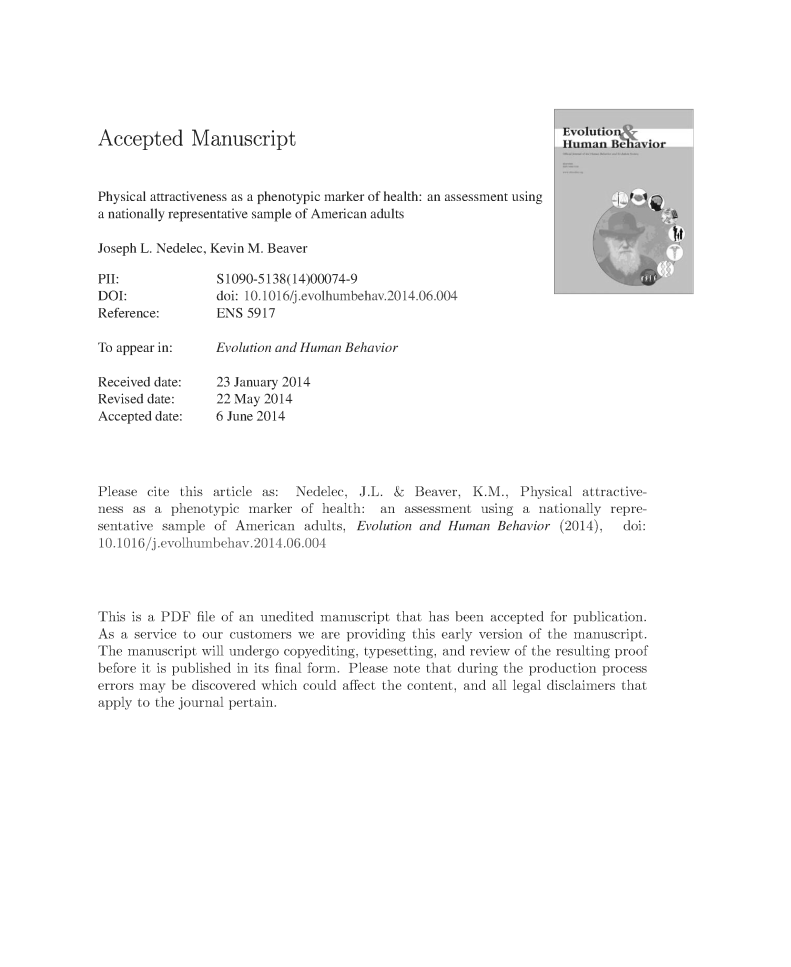 Accepted Manuscript
Evolution&
Human Behavior
Physical attractiveness as a phenotypic marker of health: an assessment using
a nationally representative sample of American adults
Joseph L. Nedelec, Kevin M. Beaver
PII: S1090-5138(14)00074-9
DOI: doi: 10.1016/j.evolhumbehav.2014.06.004
Reference: ENS 5917
To appear in: Evolution and Human Behavior
Received date: 23 January 2014
Revised date: 22 May 2014
Accepted date: 6 June 2014
Please cite this article as: Nedelec, J.L. & Beaver, K.M., Physical attractive-
ness as a phenotypic marker of health: an assessment using a nationally repre-
sentative sample of American adults, Evolution and Human Behavior (2014), doi:
10.1016/j.evolhumbehav.2014.06.004
This is a PDF file of an unedited manuscript that has been accepted for publication.
As a service to our customers we are providing this early version of the manuscript.
The manuscript will undergo copyediting, typesetting, and review of the resulting proof
before it is published in its final form. Please note that during the production process
errors may be discovered which could affect the content, and all legal disclaimers that
apply to the journal pertain.